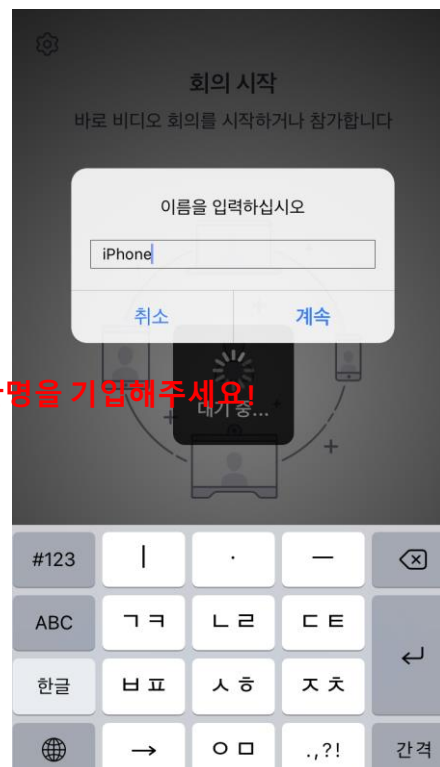 회의 시작
바로 비디오 회의를 시작하거나 참가합니다
이름을 입력하십시오
iPhone
취소 계속
명을 기입해주세요!
대기 중...
#123 ㅣ · ㅡ
ABC ㄱㅋ ㄴㄹ ㄷㅌ
한글 ㅂㅍ ㅅㅎ ㅈㅊ
→ ㅇㅁ .,?! 간격